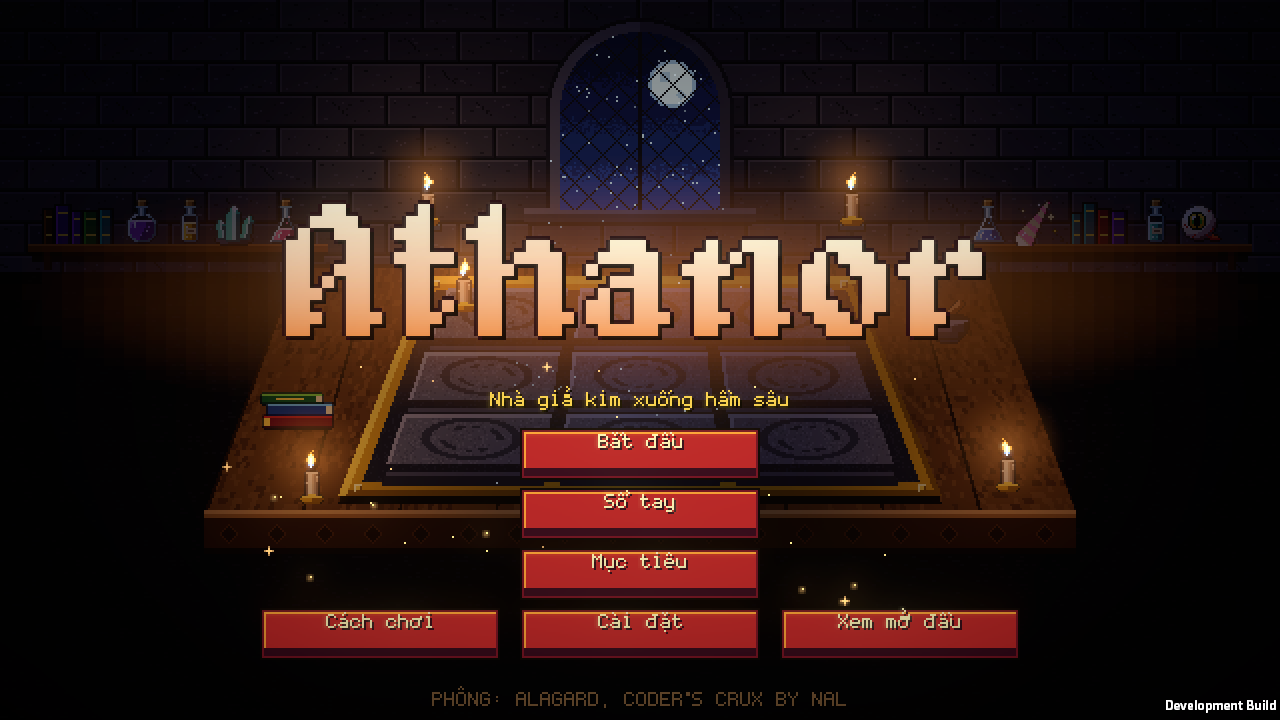 Athanor
Nhà giả kim xuống hầm sâu
Bắt đầu
Sổ tay
Mục tiêu
Cách chơi
Cài đặt
Xem mở đầu
PHÔNG: ALAGARD, CODER'S CRUX BY NAL
Development Build